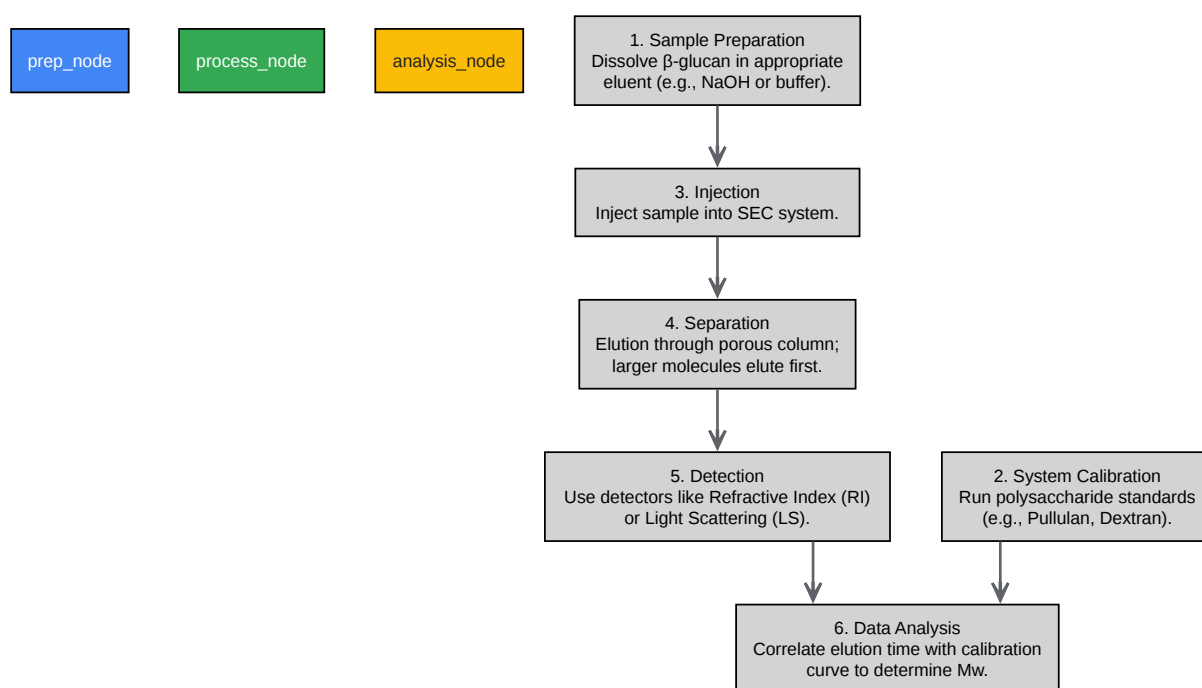 prep_node
process_node
analysis_node
1. Sample Preparation
Dissolve β-glucan in appropriate
eluent (e.g., NaOH or buffer).
3. Injection
Inject sample into SEC system.
4. Separation
Elution through porous column;
larger molecules elute first.
5. Detection
Use detectors like Refractive Index (RI)
or Light Scattering (LS).
2. System Calibration
Run polysaccharide standards
(e.g., Pullulan, Dextran).
6. Data Analysis
Correlate elution time with calibration
curve to determine Mw.